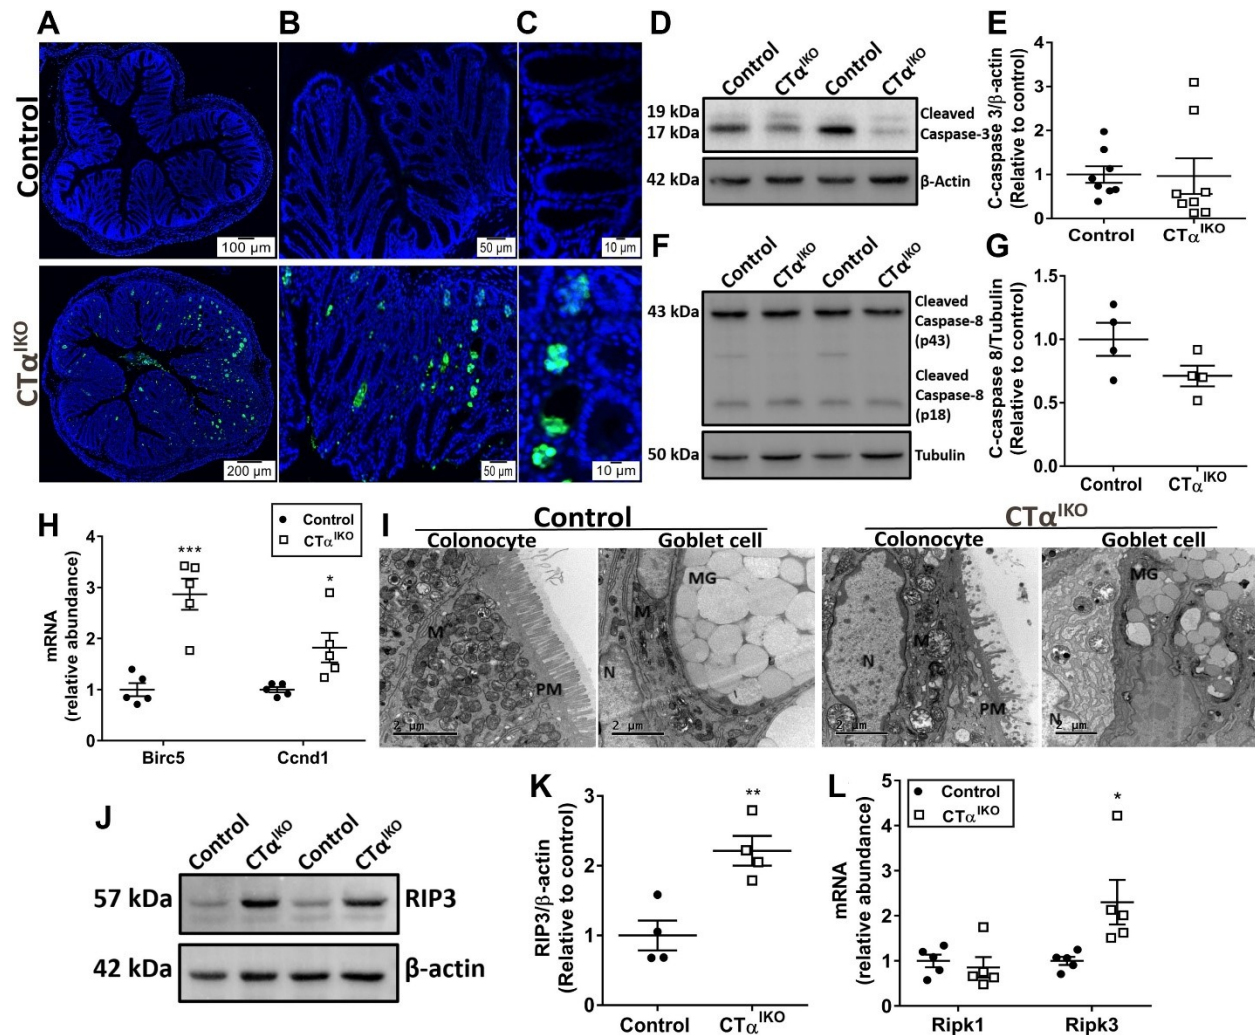 A
B
C
Control
100 µm
50 µm
10 µm
CTα^IKO
200 µm
50 µm
10 µm
D
Control
CTα^IKO
Control
CTα^IKO
19 kDa
17 kDa
Cleaved
Caspase-3
42 kDa
β-Actin
E
C-caspase 3/β-actin
(Relative to control)
4
3
2
1
0
Control
CTα^IKO
F
Control
CTα^IKO
Control
CTα^IKO
43 kDa
Cleaved
Caspase-8
(p43)
Cleaved
Caspase-8
(p18)
50 kDa
Tubulin
G
C-caspase 8/Tubulin
(Relative to control)
1.5
1.0
0.5
0.0
Control
CTα^IKO
H
Control
CTα^IKO
mRNA
(relative abundance)
4
3
2
1
0
***
*
Birc5
Ccnd1
I
Control
Colonocyte
Goblet cell
M
PM
2 µm
MG
M
N
2 µm
CTα^IKO
Colonocyte
Goblet cell
N
M
PM
2 µm
MG
N
2 µm
J
Control
CTα^IKO
Control
CTα^IKO
57 kDa
RIP3
42 kDa
β-actin
K
RIP3/β-actin
(Relative to control)
3
2
1
0
**
Control
CTα^IKO
L
Control
CTα^IKO
mRNA
(relative abundance)
5
4
3
2
1
0
*
Ripk1
Ripk3